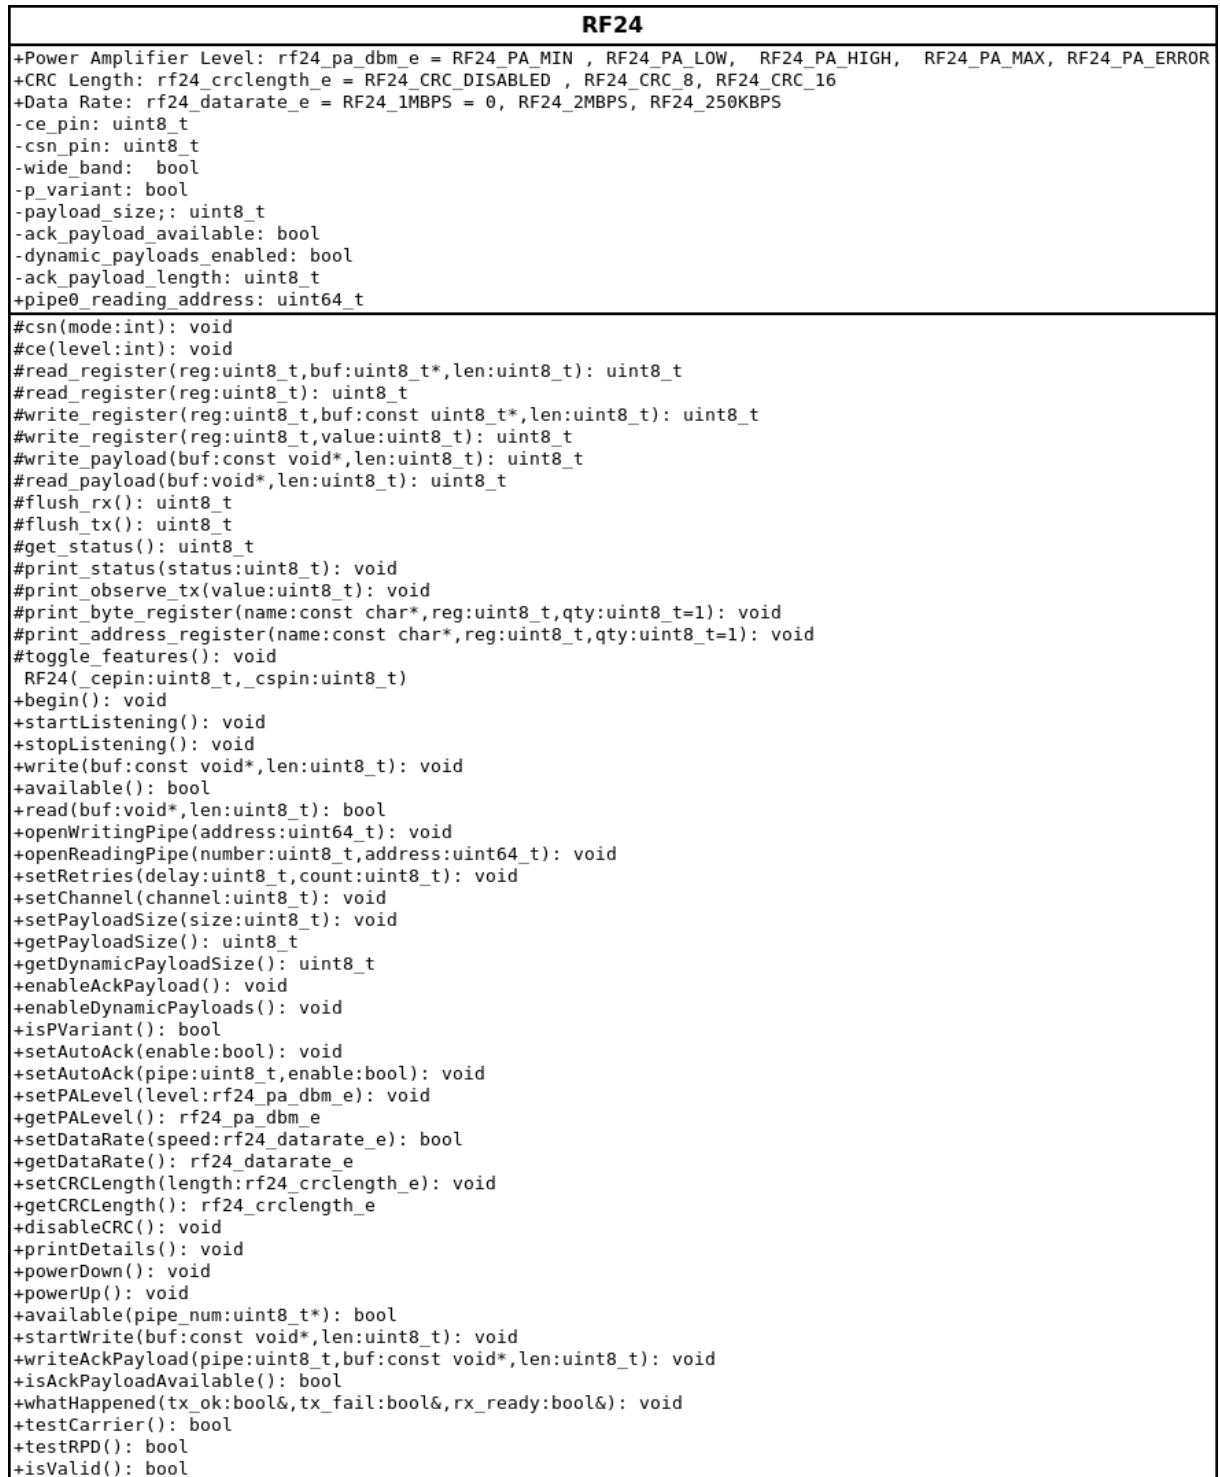 RF24
+Power Amplifier Level: rf24_pa_dbm_e = RF24_PA_MIN , RF24_PA_LOW,  RF24_PA_HIGH,  RF24_PA_MAX, RF24_PA_ERROR
+CRC Length: rf24_crclength_e = RF24_CRC_DISABLED , RF24_CRC_8, RF24_CRC_16
+Data Rate: rf24_datarate_e = RF24_1MBPS = 0, RF24_2MBPS, RF24_250KBPS
-ce_pin: uint8_t
-csn_pin: uint8_t
-wide_band:  bool
-p_variant: bool
-payload_size;: uint8_t
-ack_payload_available: bool
-dynamic_payloads_enabled: bool
-ack_payload_length: uint8_t
+pipe0_reading_address: uint64_t
#csn(mode:int): void
#ce(level:int): void
#read_register(reg:uint8_t,buf:uint8_t*,len:uint8_t): uint8_t
#read_register(reg:uint8_t): uint8_t
#write_register(reg:uint8_t,buf:const uint8_t*,len:uint8_t): uint8_t
#write_register(reg:uint8_t,value:uint8_t): uint8_t
#write_payload(buf:const void*,len:uint8_t): uint8_t
#read_payload(buf:void*,len:uint8_t): uint8_t
#flush_rx(): uint8_t
#flush_tx(): uint8_t
#get_status(): uint8_t
#print_status(status:uint8_t): void
#print_observe_tx(value:uint8_t): void
#print_byte_register(name:const char*,reg:uint8_t,qty:uint8_t=1): void
#print_address_register(name:const char*,reg:uint8_t,qty:uint8_t=1): void
#toggle_features(): void
RF24(_cepin:uint8_t,_cspin:uint8_t)
+begin(): void
+startListening(): void
+stopListening(): void
+write(buf:const void*,len:uint8_t): void
+available(): bool
+read(buf:void*,len:uint8_t): bool
+openWritingPipe(address:uint64_t): void
+openReadingPipe(number:uint8_t,address:uint64_t): void
+setRetries(delay:uint8_t,count:uint8_t): void
+setChannel(channel:uint8_t): void
+setPayloadSize(size:uint8_t): void
+getPayloadSize(): uint8_t
+getDynamicPayloadSize(): uint8_t
+enableAckPayload(): void
+enableDynamicPayloads(): void
+isPVariant(): bool
+setAutoAck(enable:bool): void
+setAutoAck(pipe:uint8_t,enable:bool): void
+setPALevel(level:rf24_pa_dbm_e): void
+getPALevel(): rf24_pa_dbm_e
+setDataRate(speed:rf24_datarate_e): bool
+getDataRate(): rf24_datarate_e
+setCRCLength(length:rf24_crclength_e): void
+getCRCLength(): rf24_crclength_e
+disableCRC(): void
+printDetails(): void
+powerDown(): void
+powerUp(): void
+available(pipe_num:uint8_t*): bool
+startWrite(buf:const void*,len:uint8_t): void
+writeAckPayload(pipe:uint8_t,buf:const void*,len:uint8_t): void
+isAckPayloadAvailable(): bool
+whatHappened(tx_ok:bool&,tx_fail:bool&,rx_ready:bool&): void
+testCarrier(): bool
+testRPD(): bool
+isValid(): bool